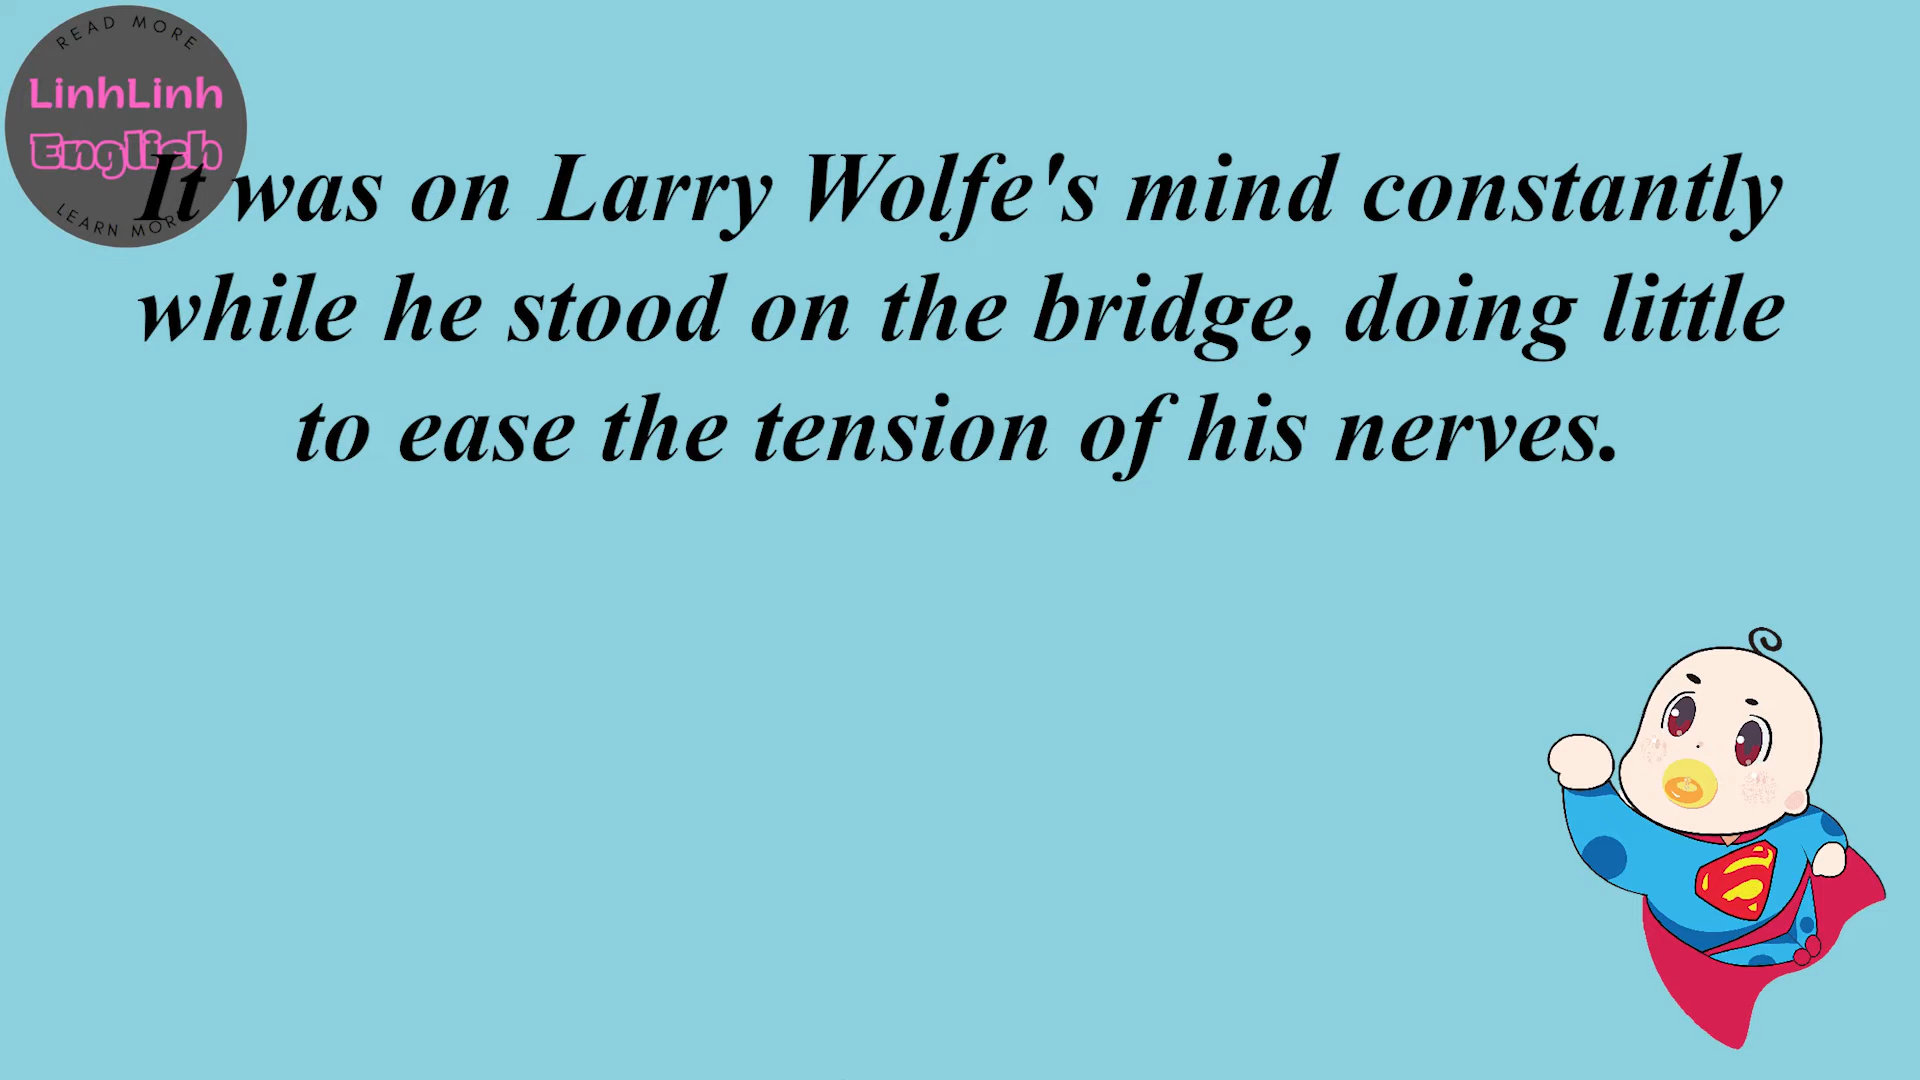 READ MORE
LinhLinh
English
LEARN MORE
It was on Larry Wolfe's mind constantly
while he stood on the bridge, doing little
to ease the tension of his nerves.